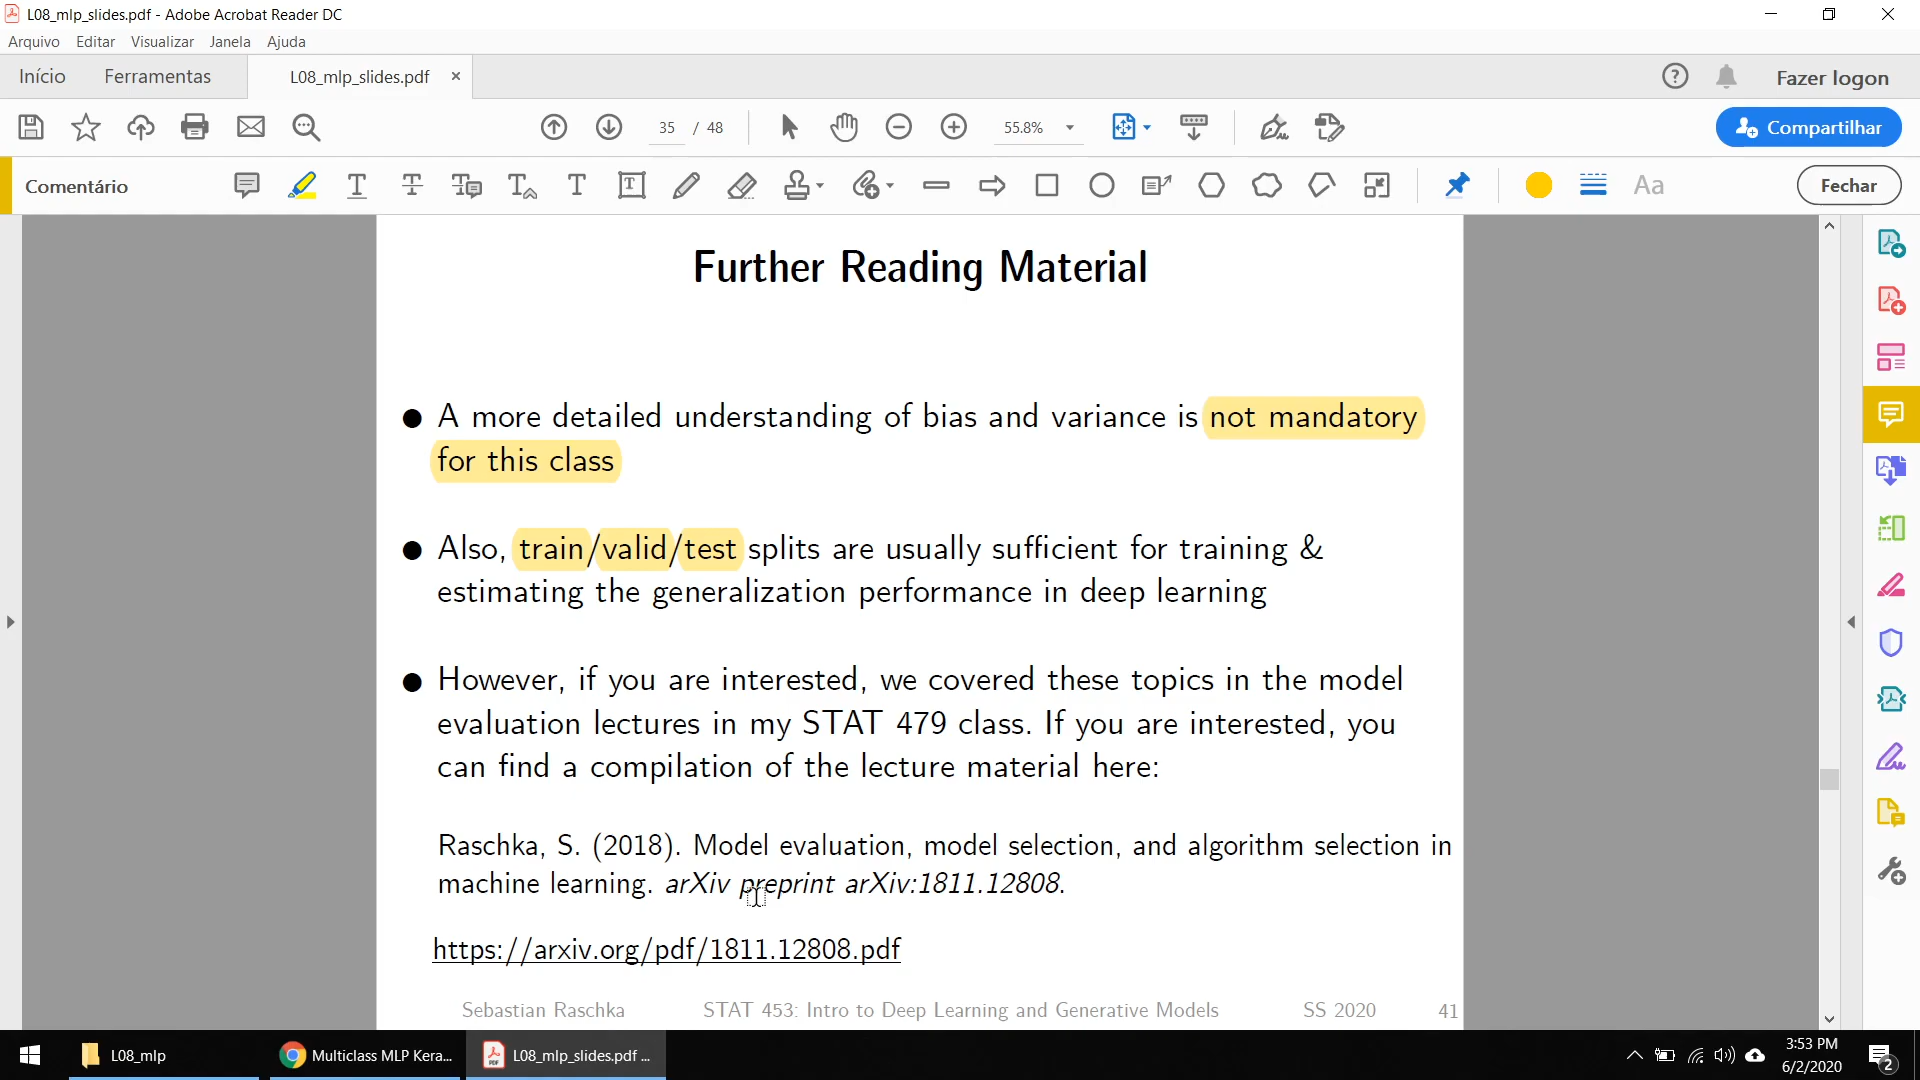 L08_mlp_slides.pdf - Adobe Acrobat Reader DC
Arquivo Editar Visualizar Janela Ajuda
Início Ferramentas L08_mlp_slides.pdf × Fazer logon
35 / 48 55.8% Compartilhar
Comentário Aa Fechar
Further Reading Material
● A more detailed understanding of bias and variance is not mandatory
for this class
● Also, train/valid/test splits are usually sufficient for training &
estimating the generalization performance in deep learning
● However, if you are interested, we covered these topics in the model
evaluation lectures in my STAT 479 class. If you are interested, you
can find a compilation of the lecture material here:
Raschka, S. (2018). Model evaluation, model selection, and algorithm selection in
machine learning. arXiv preprint arXiv:1811.12808.
https://arxiv.org/pdf/1811.12808.pdf
Sebastian Raschka STAT 453: Intro to Deep Learning and Generative Models SS 2020 41
L08_mlp Multiclass MLP Kera... L08_mlp_slides.pdf ... 3:53 PM
6/2/2020 2